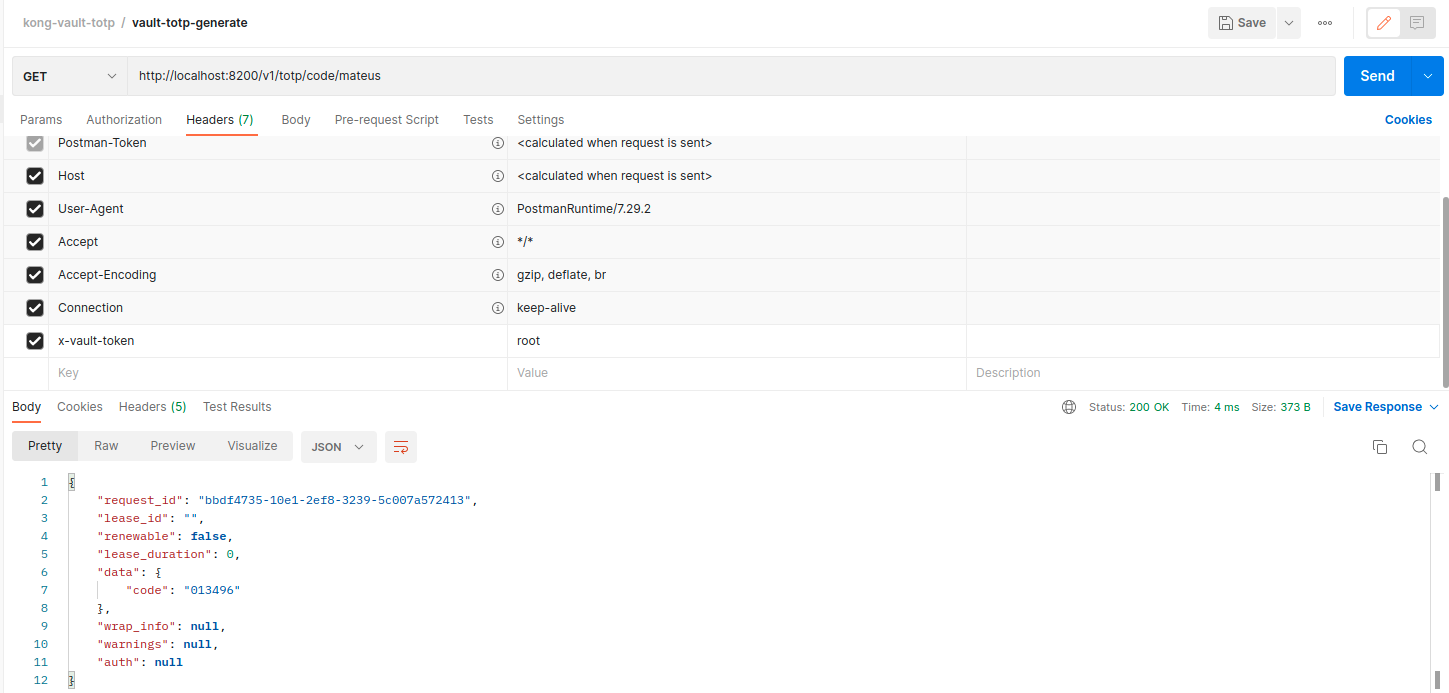 kong-vault-totp / vault-totp-generate Save
GET http://localhost:8200/v1/totp/code/mateus Send
Params Authorization Headers (7) Body Pre-request Script Tests Settings Cookies
Postman-Token <calculated when request is sent>
Host <calculated when request is sent>
User-Agent PostmanRuntime/7.29.2
Accept */*
Accept-Encoding gzip, deflate, br
Connection keep-alive
x-vault-token root
Key Value Description
Body Cookies Headers (5) Test Results Status: 200 OK Time: 4 ms Size: 373 B Save Response
Pretty Raw Preview Visualize JSON
1 {
2 "request_id": "bbdf4735-10e1-2ef8-3239-5c007a572413",
3 "lease_id": "",
4 "renewable": false,
5 "lease_duration": 0,
6 "data": {
7 "code": "013496"
8 },
9 "wrap_info": null,
10 "warnings": null,
11 "auth": null
12 }